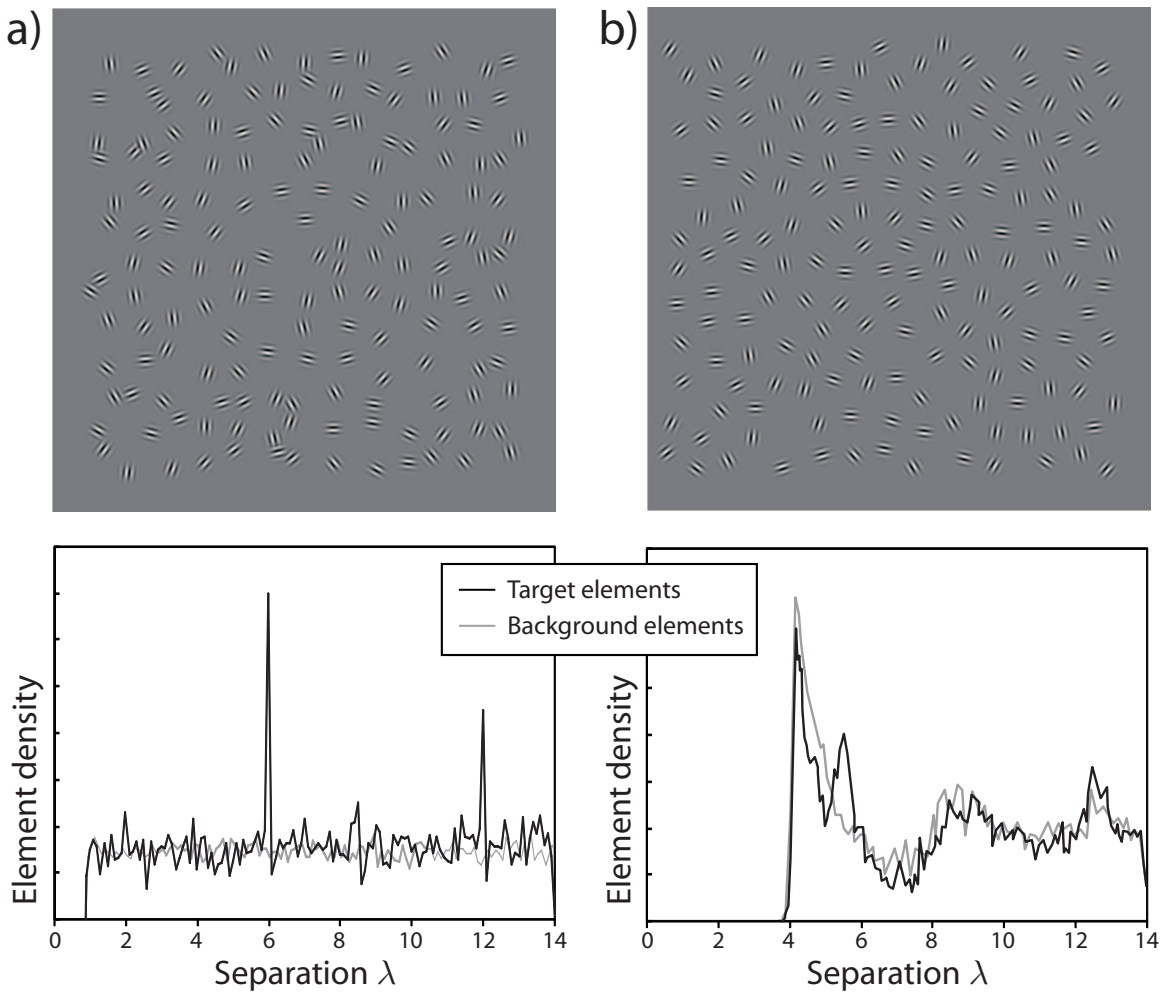 a)
b)
Target elements
Background elements
Element density
0 2 4 6 8 10 12 14
Separation λ
Element density
0 2 4 6 8 10 12 14
Separation λ